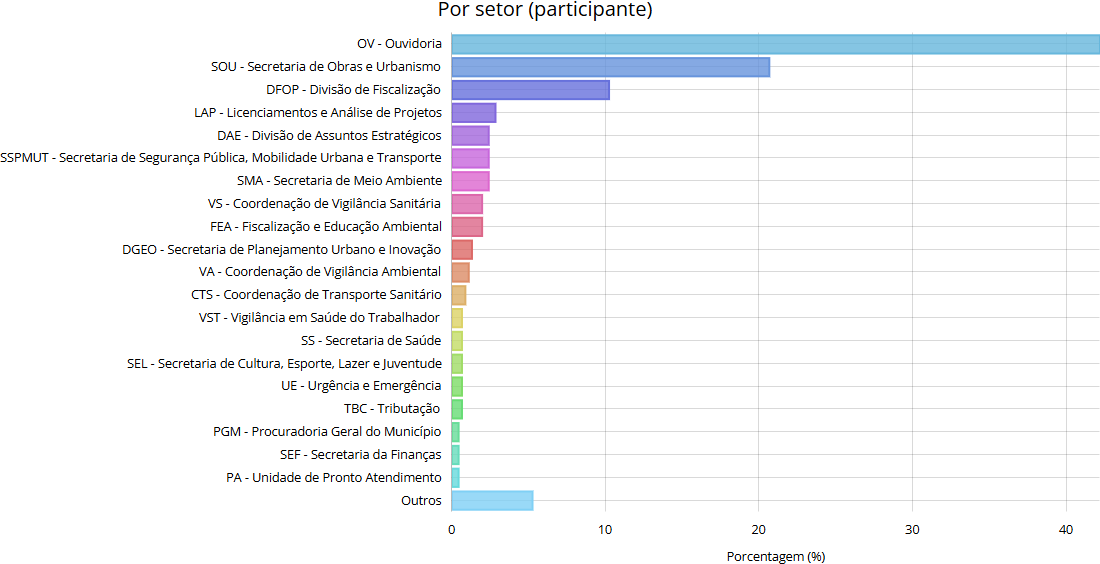 Por setor (participante)
OV - Ouvidoria
SOU - Secretaria de Obras e Urbanismo
DFOP - Divisão de Fiscalização
LAP - Licenciamentos e Análise de Projetos
DAE - Divisão de Assuntos Estratégicos
SSPMUT - Secretaria de Segurança Pública, Mobilidade Urbana e Transporte
SMA - Secretaria de Meio Ambiente
VS - Coordenação de Vigilância Sanitária
FEA - Fiscalização e Educação Ambiental
DGEO - Secretaria de Planejamento Urbano e Inovação
VA - Coordenação de Vigilância Ambiental
CTS - Coordenação de Transporte Sanitário
VST - Vigilância em Saúde do Trabalhador
SS - Secretaria de Saúde
SEL - Secretaria de Cultura, Esporte, Lazer e Juventude
UE - Urgência e Emergência
TBC - Tributação
PGM - Procuradoria Geral do Município
SEF - Secretaria da Finanças
PA - Unidade de Pronto Atendimento
Outros
0 10 20 30 40
Porcentagem (%)